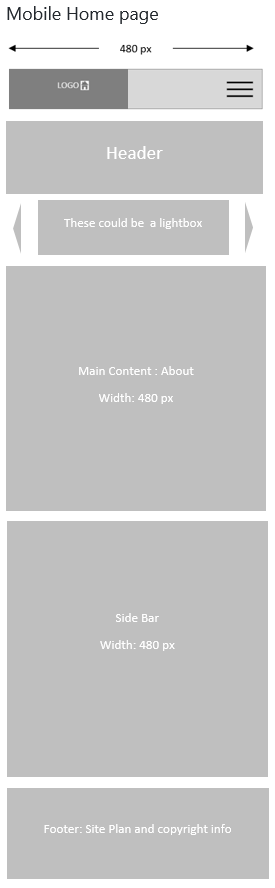 Mobile Home page
480 px
LOGO
Header
These could be a lightbox
Main Content : About
Width: 480 px
Side Bar
Width: 480 px
Footer: Site Plan and copyright info